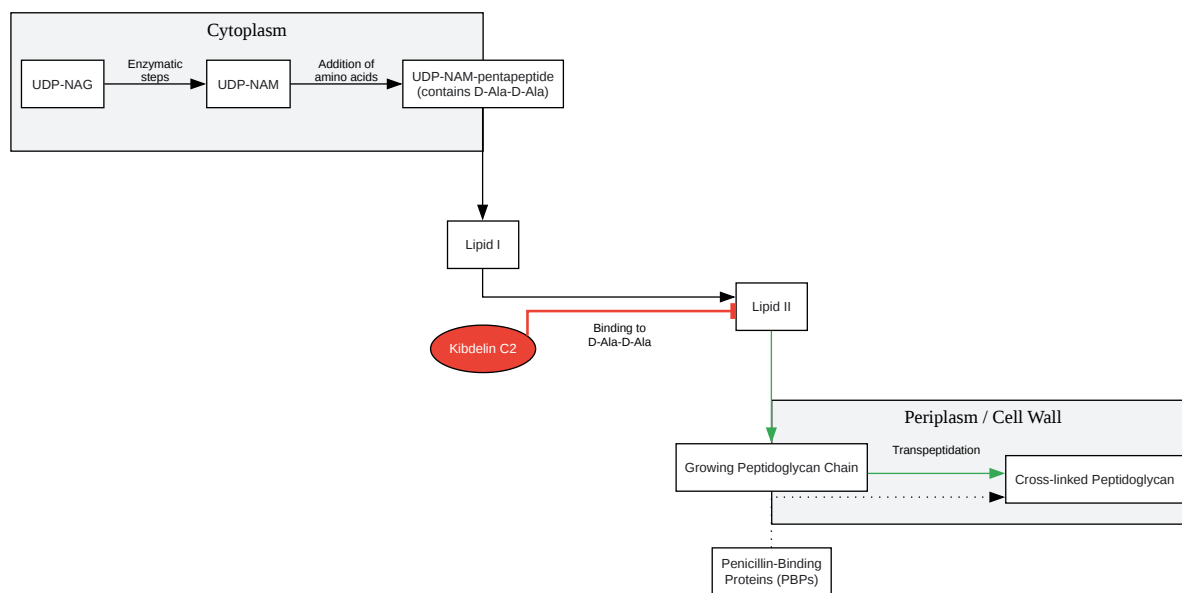 Cytoplasm
UDP-NAG
Enzymatic
steps
UDP-NAM
Addition of
amino acids
UDP-NAM-pentapeptide
(contains D-Ala-D-Ala)
Lipid I
Lipid II
Kibdelin C2
Binding to
D-Ala-D-Ala
Periplasm / Cell Wall
Growing Peptidoglycan Chain
Transpeptidation
Cross-linked Peptidoglycan
Penicillin-Binding
Proteins (PBPs)